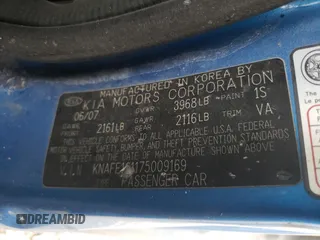 MANUFACTURED IN KOREA BY
KIA MOTORS CORPORATION
06/07 GVWR 3968LB PAINT 1S
GAWR 2161LB GAWR REAR 2116LB TRIM VA
THIS VEHICLE CONFORMS TO ALL APPLICABLE U.S.A. FEDERAL
MOTOR VEHICLE SAFETY, BUMPER, AND THEFT PREVENTION STANDARDS
IN EFFECT ON THE DATE OF MANUFACTURE SHOWN ABOVE.
V.I.N
TYPE PASSENGER CAR
DREAMBID